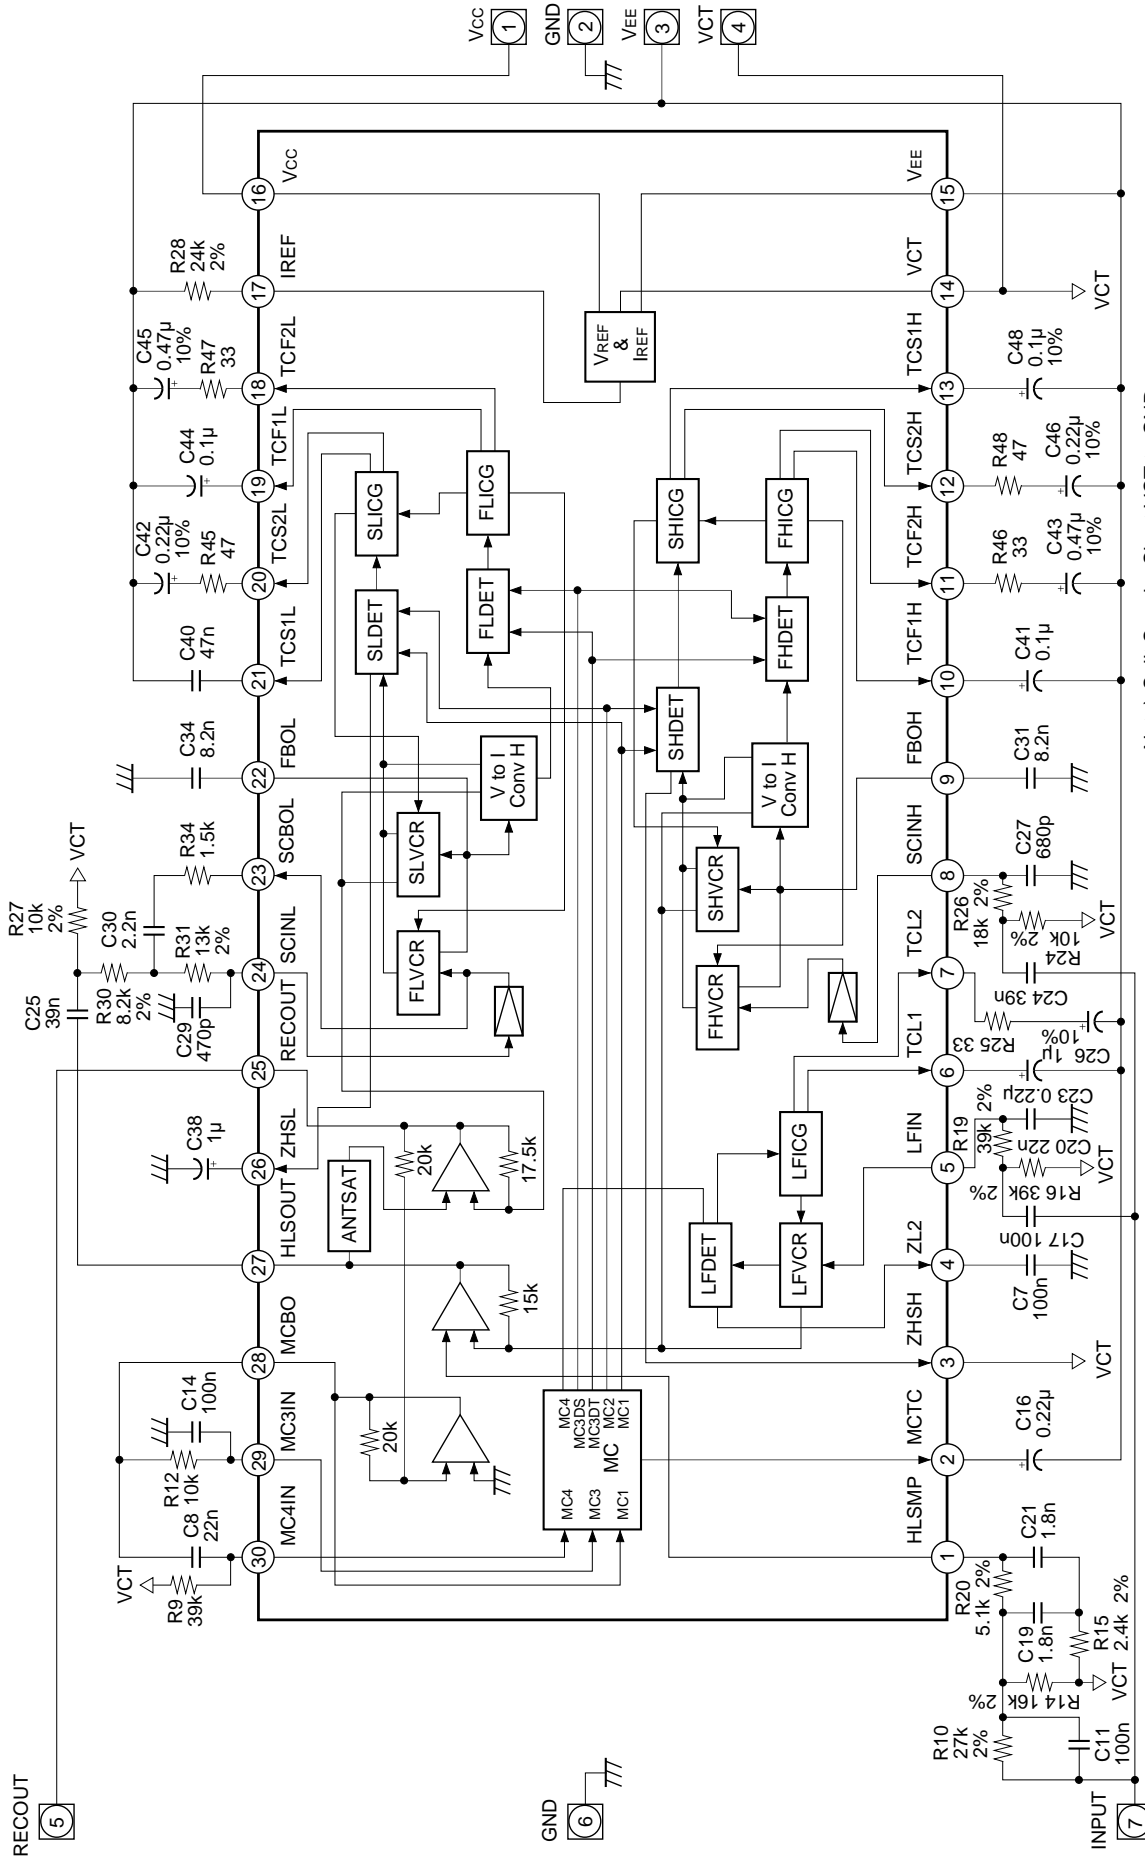 RECOUT
5
GND
6
INPUT
7
VCC
1
GND
2
VEE
3
VCT
4
VCT
R9
39k
C8
22n
R12
10k
C14
100n
C38
1µ
C25
39n
R27
10k
2%
VCT
R30
8.2k
2%
C30
2.2n
R31
13k
2%
C29
470p
R34
1.5k
C34
8.2n
C40
47n
C42
0.22µ
10%
R45
47
C44
0.1µ
C45
0.47µ
10%
R47
33
R28
24k
2%
30
MC4IN
29
MC3IN
28
MCBO
27
HLSOUT
26
ZHSL
25
RECOUT
24
SCINL
23
SCBOL
22
FBOL
21
TCS1L
20
TCS2L
19
TCF1L
18
TCF2L
17
IREF
16
VCC
20k
15k
ANTSAT
20k
17.5k
FLVCR
SLVCR
V to I
Conv H
SLDET
FLDET
SLICG
FLICG
VREF
&
IREF
MC4
MC3
MC1
MC
MC4
MC3DS
MC3DT
MC2
MC1
LFDET
LFVCR
LFICG
FHVCR
SHVCR
V to I
Conv H
SHDET
FHDET
SHICG
FHICG
HLSMP
1
MCTC
2
ZHSH
3
ZL2
4
LFIN
5
TCL1
6
TCL2
7
SCINH
8
FBOH
9
TCF1H
10
TCF2H
11
TCS2H
12
TCS1H
13
VCT
14
VEE
15
R10
27k
2%
C11
100n
R14 16k
2%
VCT
C19
1.8n
R15
2.4k 2%
R20
5.1k 2%
C21
1.8n
C16
0.22µ
VCT
C7
100n
C17 100n
R16 39k
2%
VCT
R19
39k 2%
C20 22n
C23 0.22µ
C26 1µ
10%
R25 33
C24 39n
R24
10k
2%
VCT
R26
18k 2%
C27
680p
C31
8.2n
C41
0.1µ
R46
33
C43
0.47µ
10%
R48
47
C46
0.22µ
10%
C48
0.1µ
10%
VCT